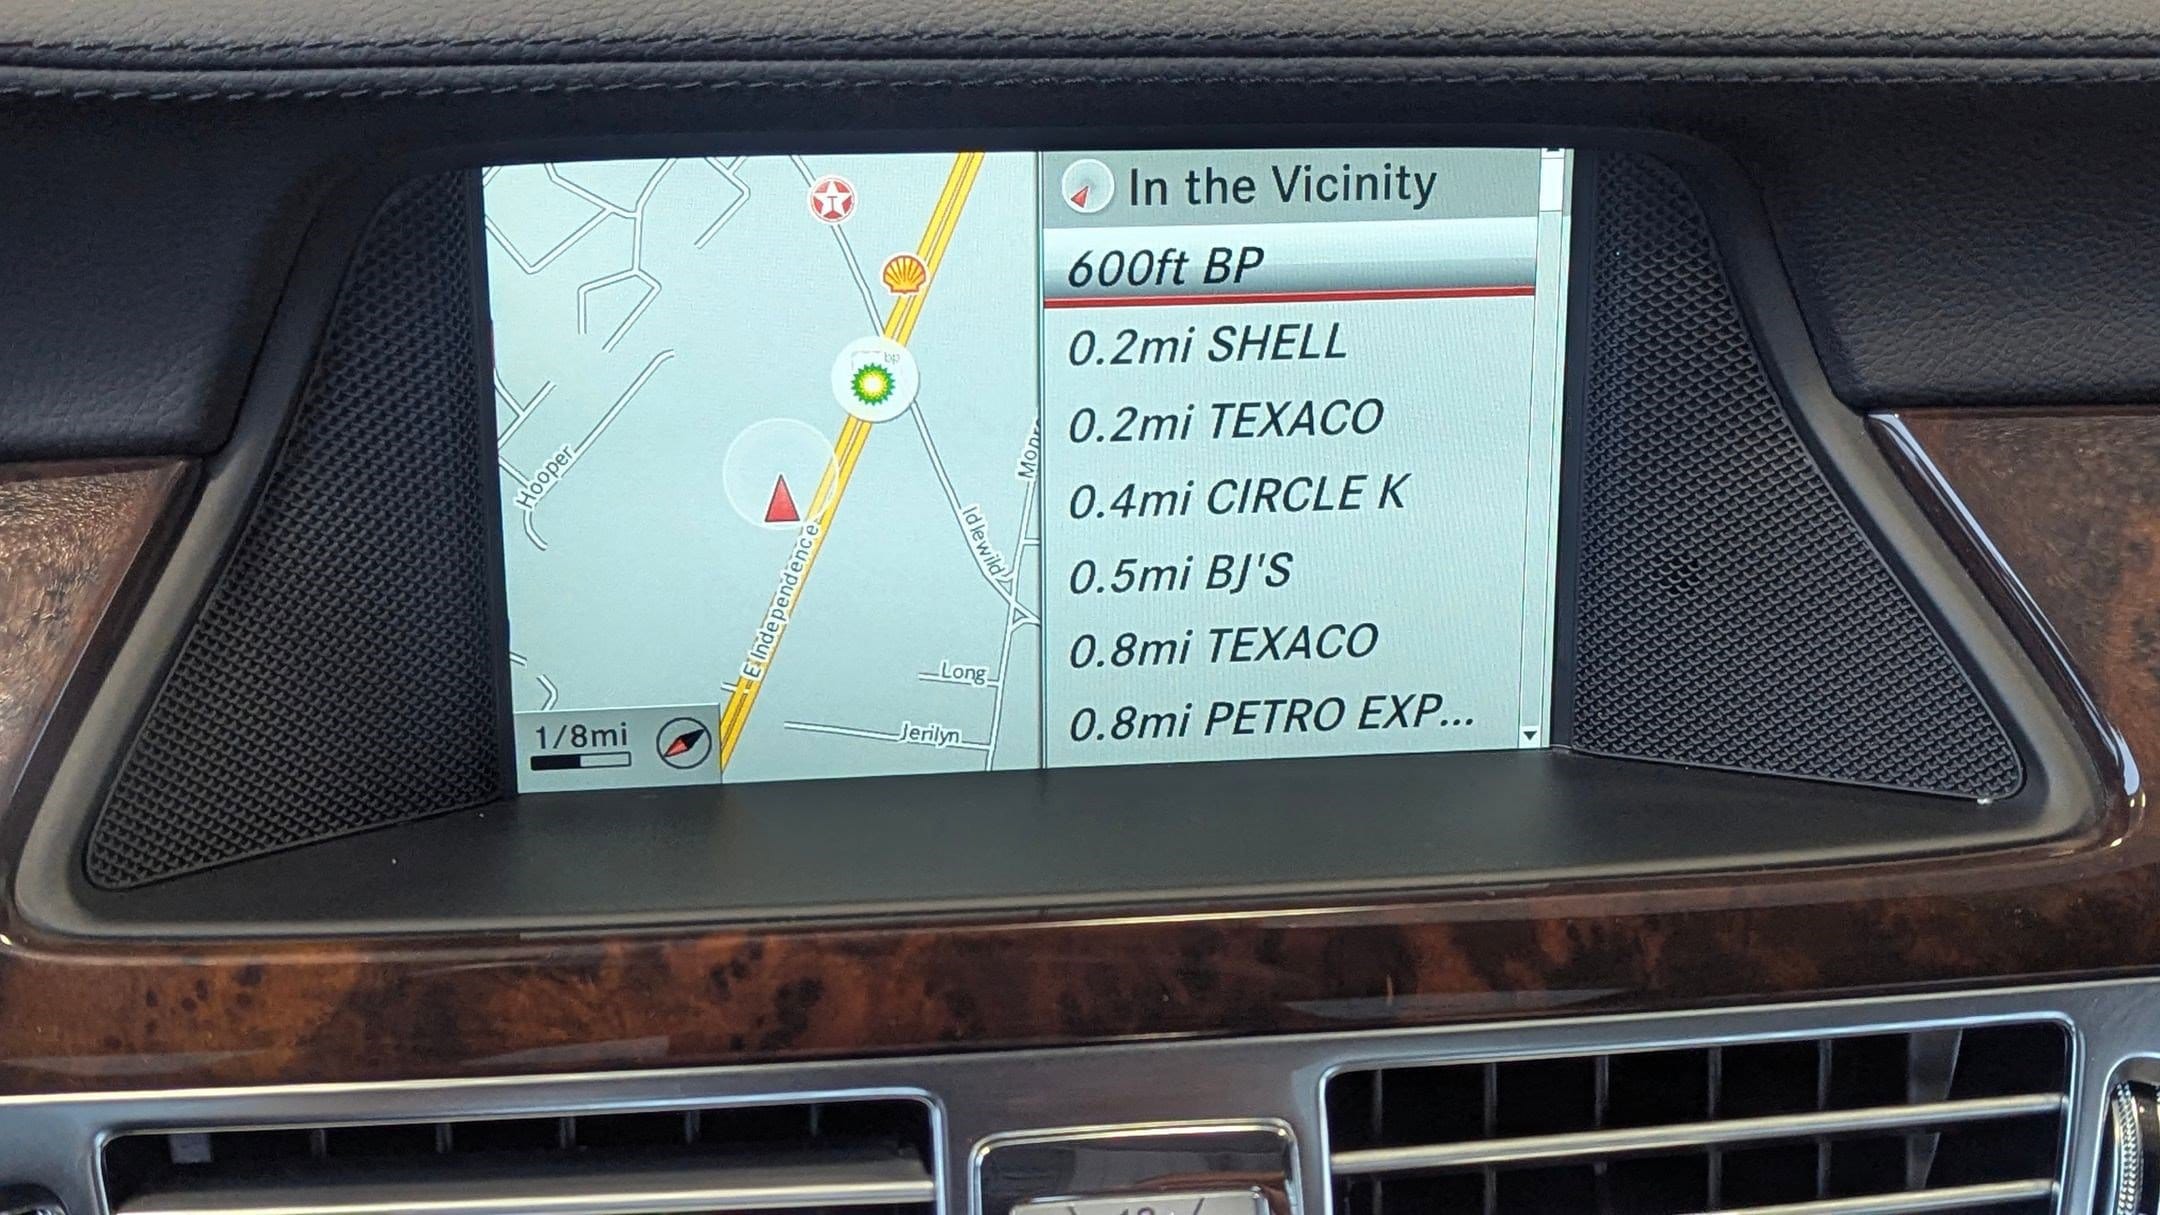 In the Vicinity
600ft BP
0.2mi SHELL
0.2mi TEXACO
0.4mi CIRCLE K
0.5mi BJ'S
0.8mi TEXACO
0.8mi PETRO EXP...
T
bp
Hooper
E Independence
Idlewild
Long
Jerilyn
1/8mi